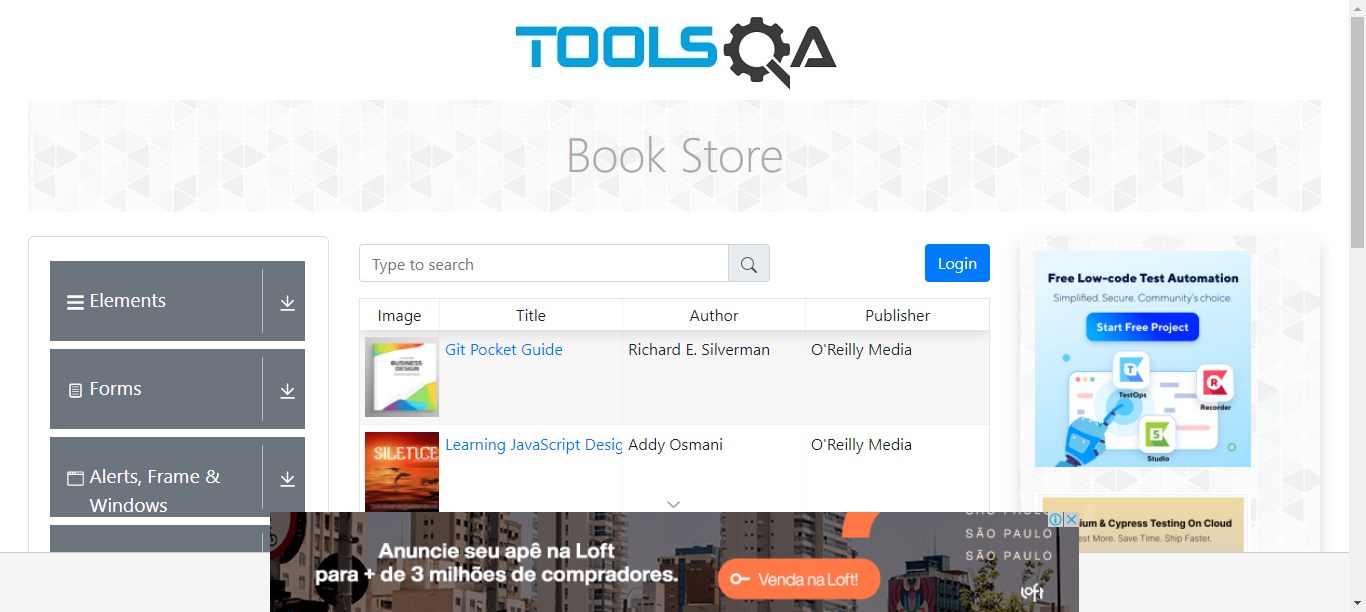 TOOLSQA
Book Store
Elements
Forms
Alerts, Frame &
Windows
Type to search
Login
Image Title Author Publisher
BUSINESS
DESIGN
Git Pocket Guide Richard E. Silverman O'Reilly Media
SILENCE
Learning JavaScript Desig Addy Osmani O'Reilly Media
Free Low-code Test Automation
Simplified. Secure. Community's choice.
Start Free Project
TestOps
Recorder
Studio
ium & Cypress Testing On Cloud
est More. Save Time. Ship Faster.
Anuncie seu apê na Loft
para + de 3 milhões de compradores.
Venda na Loft!
SÃO PAULO
SÃO PAULO
SÃO PAULO
loft